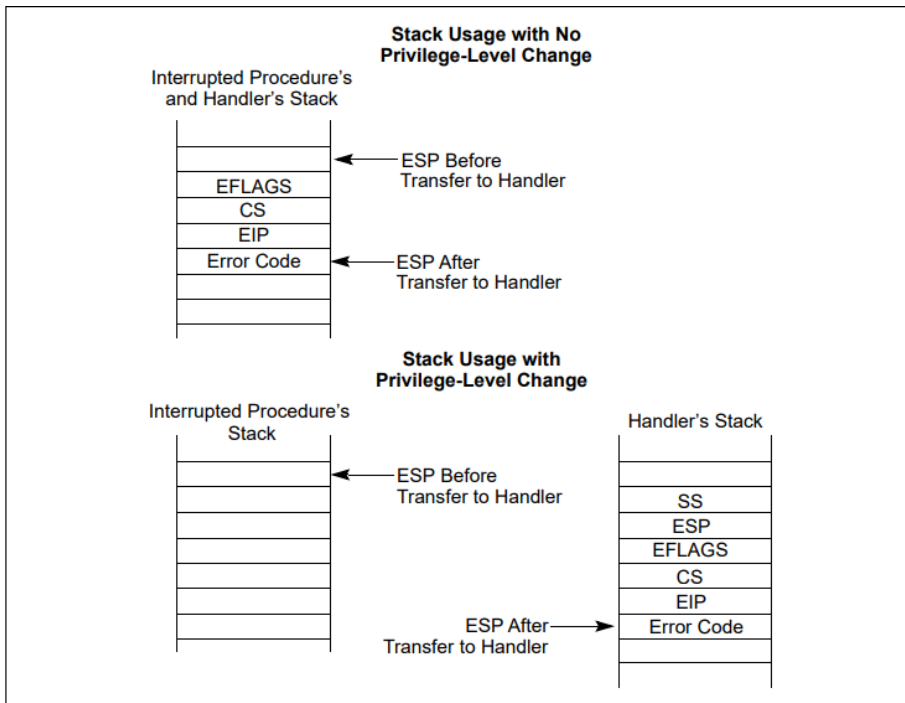 Stack Usage with No
Privilege-Level Change
Interrupted Procedure's
and Handler's Stack
ESP Before
Transfer to Handler
EFLAGS
CS
EIP
Error Code
ESP After
Transfer to Handler
Stack Usage with
Privilege-Level Change
Interrupted Procedure's
Stack
Handler's Stack
ESP Before
Transfer to Handler
SS
ESP
EFLAGS
CS
EIP
Error Code
ESP After
Transfer to Handler